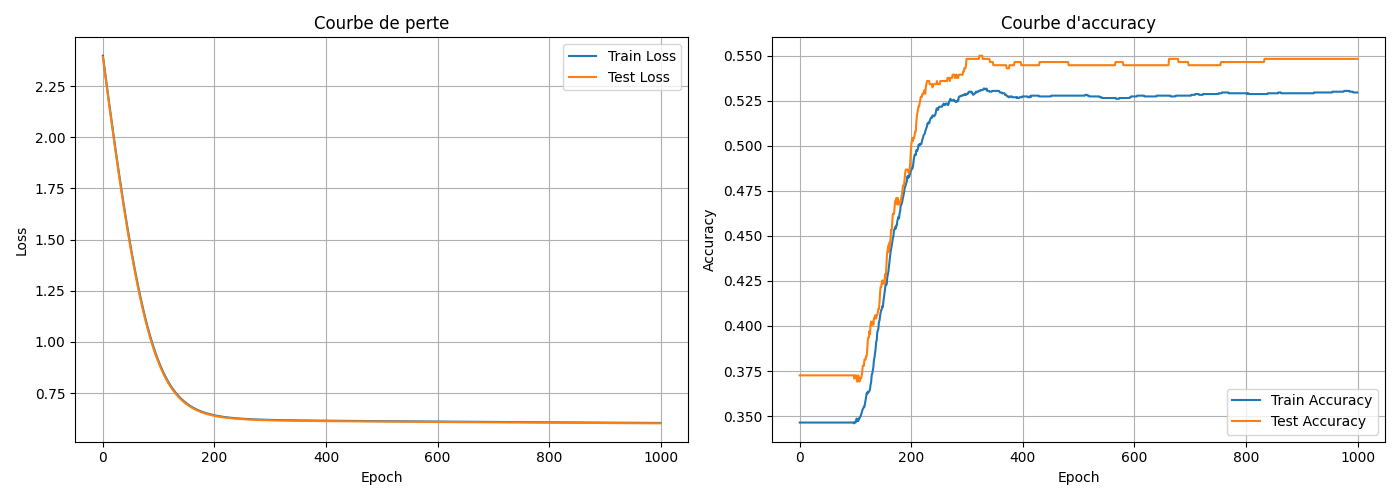 Courbe de perte
2.25
2.00
1.75
1.50
1.25
1.00
0.75
Loss
0
200
400
600
800
1000
Epoch
Train Loss
Test Loss
Courbe d'accuracy
0.550
0.525
0.500
0.475
0.450
0.425
0.400
0.375
0.350
Accuracy
0
200
400
600
800
1000
Epoch
Train Accuracy
Test Accuracy